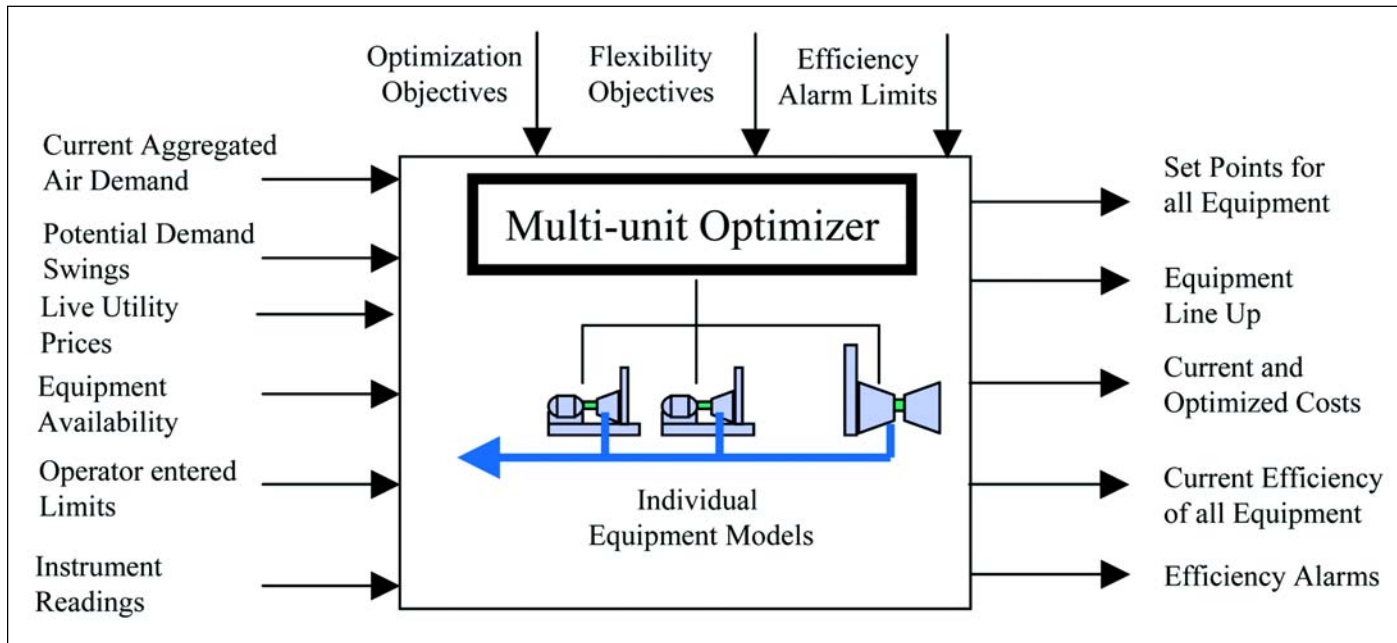 Optimization
Objectives
Flexibility
Objectives
Efficiency
Alarm Limits
Current Aggregated
Air Demand
Potential Demand
Swings
Live Utility
Prices
Equipment
Availability
Operator entered
Limits
Instrument
Readings
Multi-unit Optimizer
Individual
Equipment Models
Set Points for
all Equipment
Equipment
Line Up
Current and
Optimized Costs
Current Efficiency
of all Equipment
Efficiency Alarms